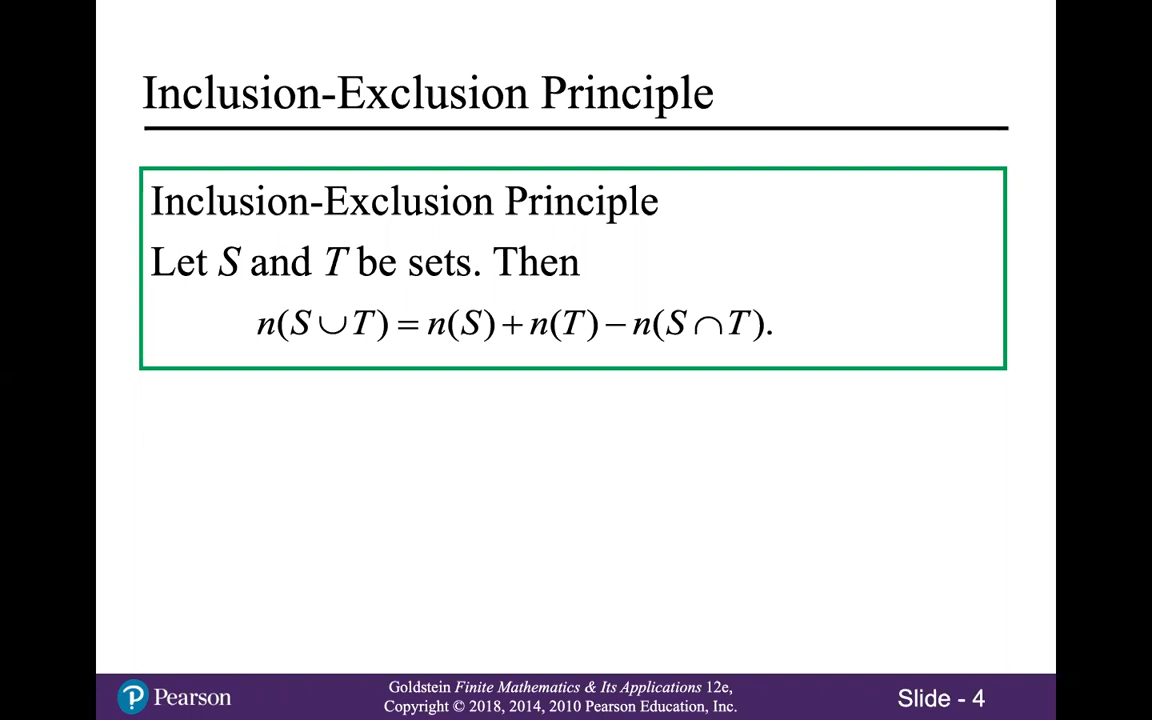 Inclusion-Exclusion Principle
Inclusion-Exclusion Principle
Let S and T be sets. Then
n(S ∪ T) = n(S) + n(T) − n(S ∩ T).
Pearson
Goldstein Finite Mathematics & Its Applications 12e,
Copyright © 2018, 2014, 2010 Pearson Education, Inc.
Slide - 4